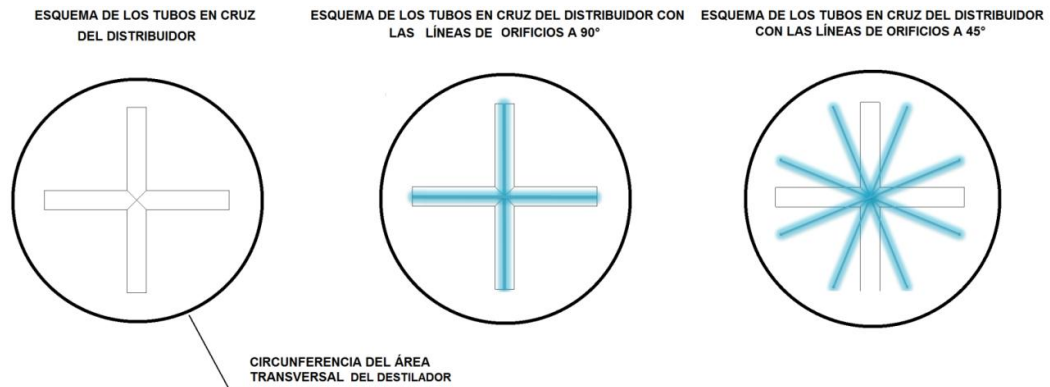 ESQUEMA DE LOS TUBOS EN CRUZ
DEL DISTRIBUIDOR
ESQUEMA DE LOS TUBOS EN CRUZ DEL DISTRIBUIDOR CON
LAS LÍNEAS DE ORIFICIOS A 90°
ESQUEMA DE LOS TUBOS EN CRUZ DEL DISTRIBUIDOR
CON LAS LÍNEAS DE ORIFICIOS A 45°
CIRCUNFERENCIA DEL ÁREA
TRANSVERSAL DEL DESTILADOR